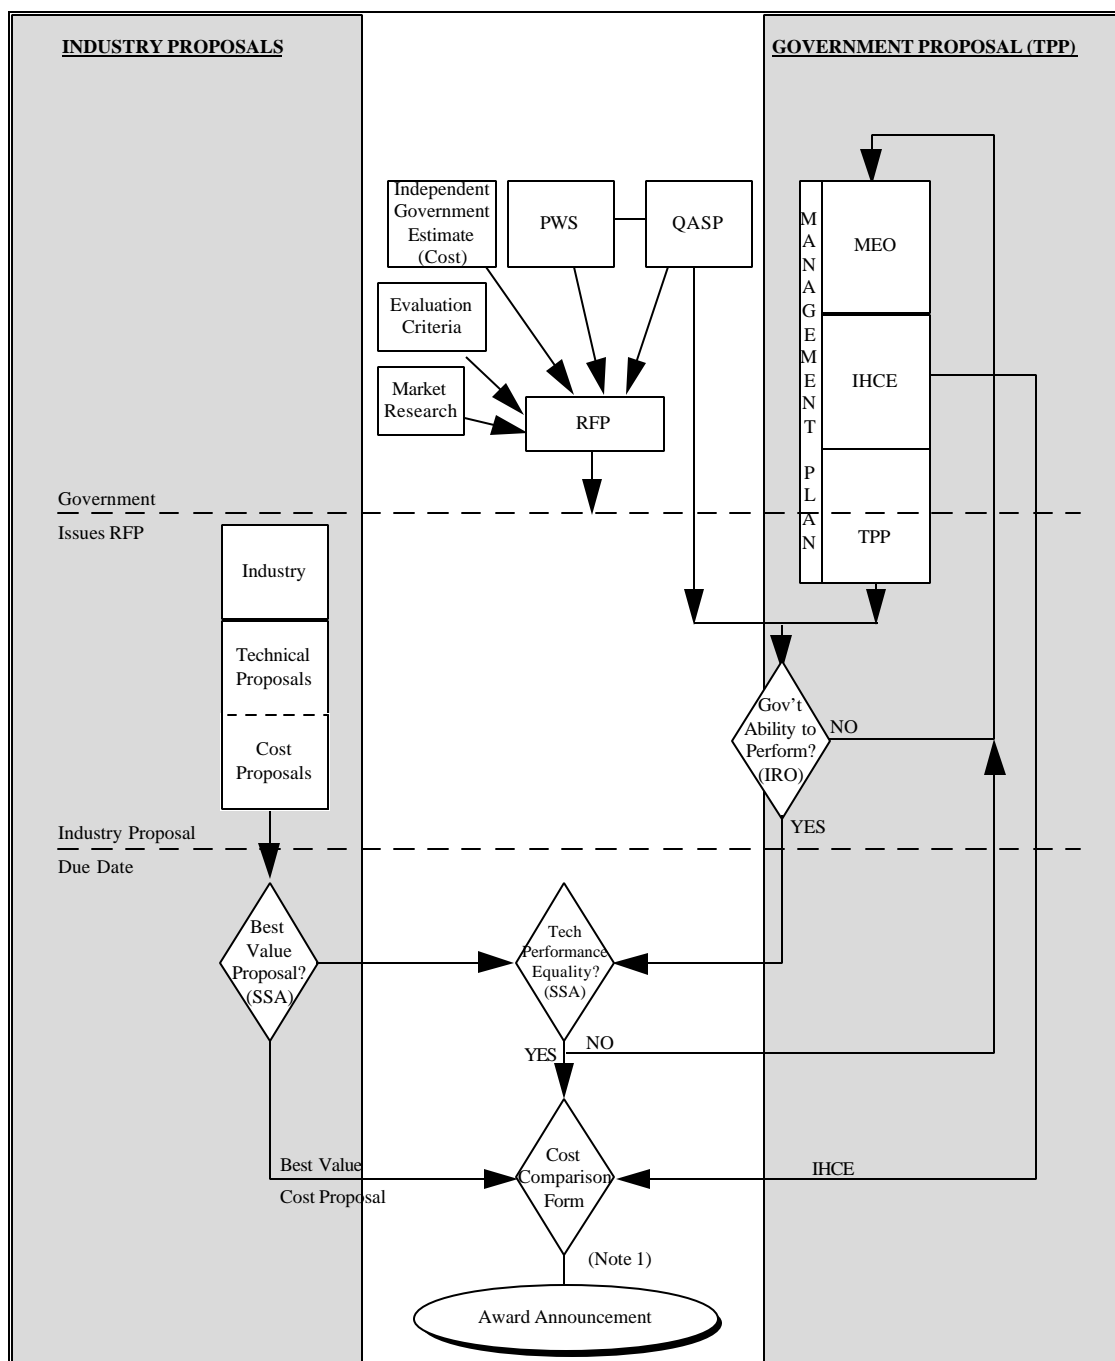 INDUSTRY PROPOSALS
GOVERNMENT PROPOSAL (TPP)
Independent
Government
Estimate
(Cost)
PWS
QASP
MANAGEMENT PLAN
MEO
Evaluation
Criteria
IHCE
Market
Research
RFP
Government
Issues RFP
TPP
Industry
Technical
Proposals
Cost
Proposals
Gov't
Ability to
Perform?
(IRO)
NO
YES
Industry Proposal
Due Date
Best
Value
Proposal?
(SSA)
Tech
Performance
Equality?
(SSA)
YES
NO
Best Value
Cost Proposal
Cost
Comparison
Form
IHCE
(Note 1)
Award Announcement